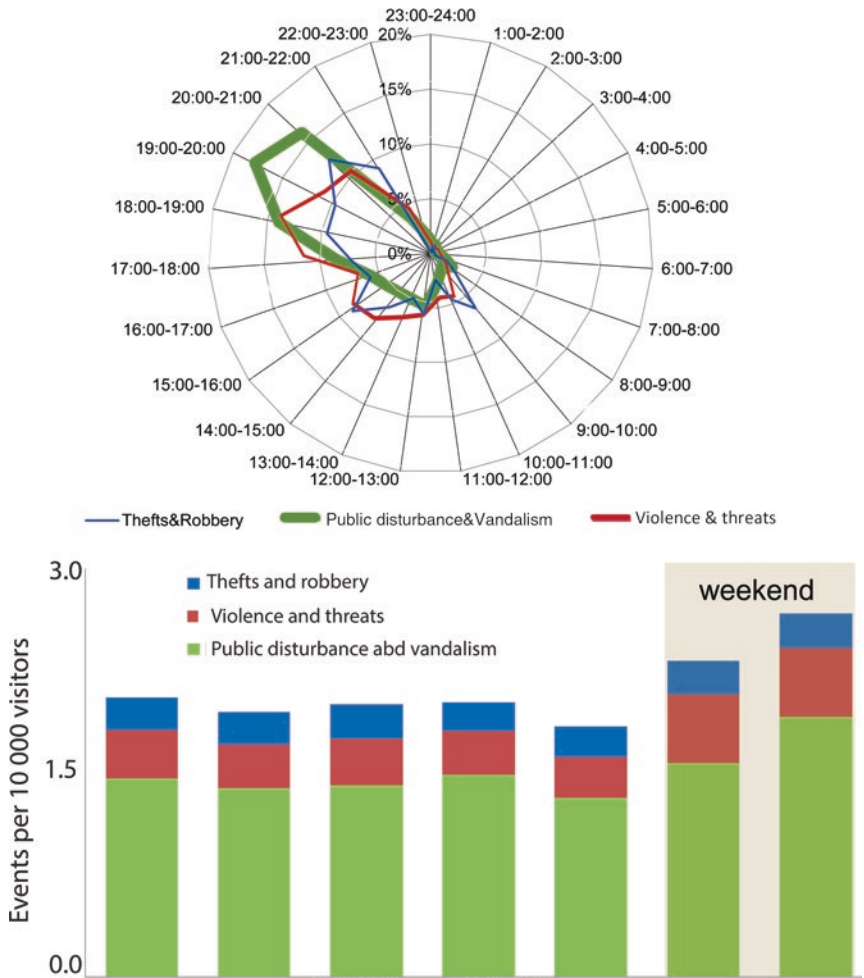 23:00-24:00
22:00-23:00 20% 1:00-2:00
21:00-22:00 2:00-3:00
20:00-21:00 15% 3:00-4:00
19:00-20:00 10% 4:00-5:00
18:00-19:00 5% 5:00-6:00
17:00-18:00 0% 6:00-7:00
16:00-17:00 7:00-8:00
15:00-16:00 8:00-9:00
14:00-15:00 9:00-10:00
13:00-14:00 10:00-11:00
12:00-13:00 11:00-12:00
Thefts&Robbery Public disturbance&Vandalism Violence & threats
3.0
Thefts and robbery
weekend
Violence and threats
Public disturbance abd vandalism
1.5
Events per 10 000 visitors
0.0